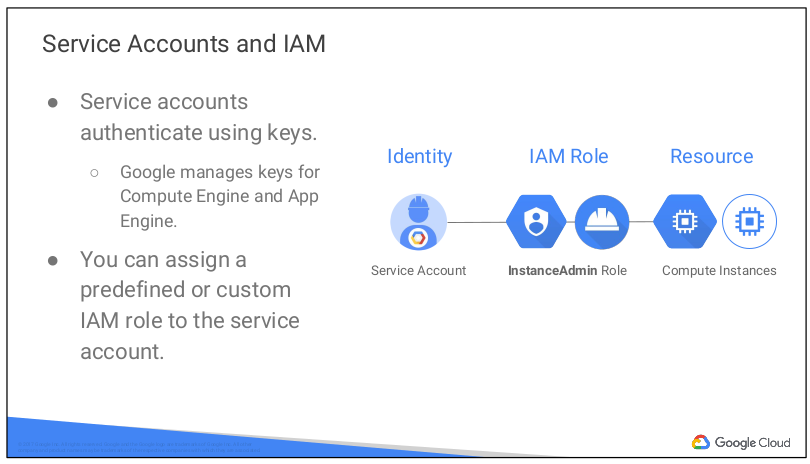 Service Accounts and IAM
● Service accounts
authenticate using keys.
○ Google manages keys for
Compute Engine and App
Engine.
● You can assign a
predefined or custom
IAM role to the service
account.
Identity
IAM Role
Resource
Service Account
InstanceAdmin Role
Compute Instances
Google Cloud